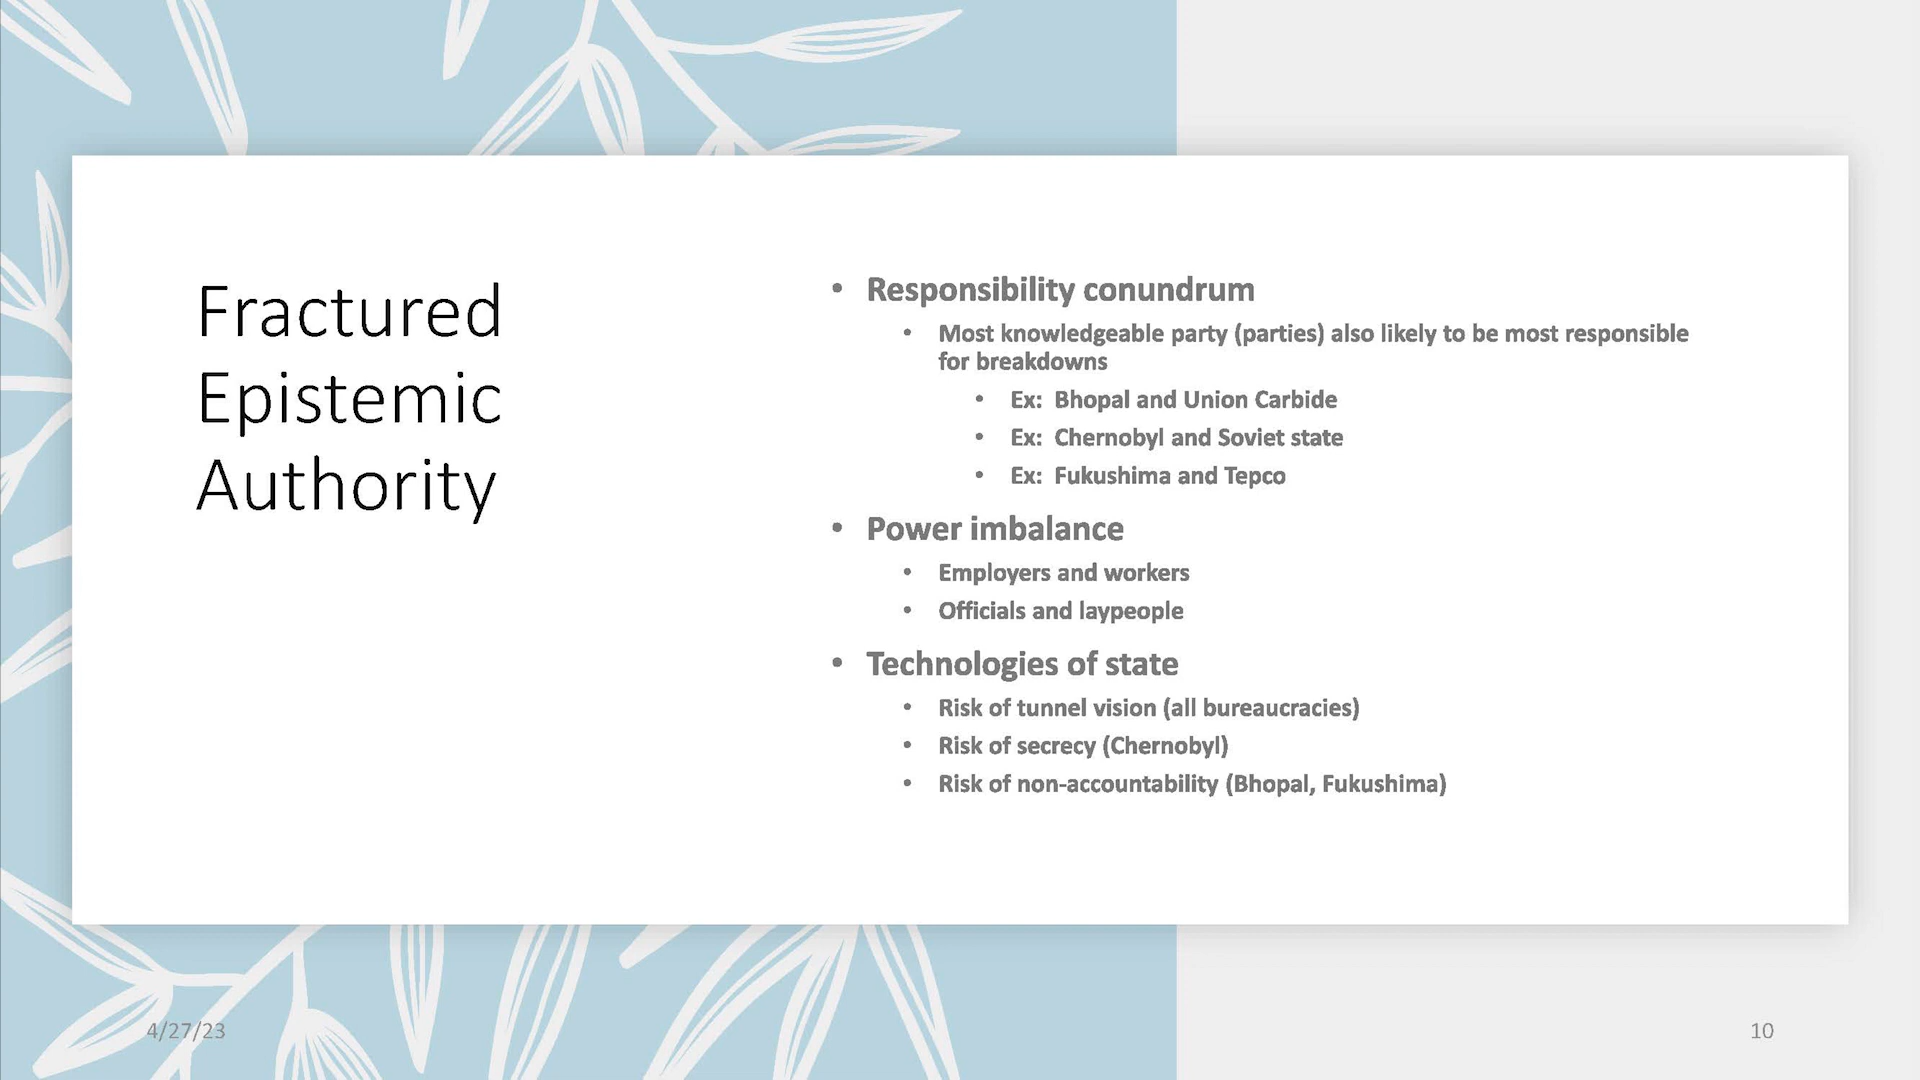 Fractured
Epistemic
Authority
• Responsibility conundrum
• Most knowledgeable party (parties) also likely to be most responsible
for breakdowns
• Ex: Bhopal and Union Carbide
• Ex: Chernobyl and Soviet state
• Ex: Fukushima and Tepco
• Power imbalance
• Employers and workers
• Officials and laypeople
• Technologies of state
• Risk of tunnel vision (all bureaucracies)
• Risk of secrecy (Chernobyl)
• Risk of non-accountability (Bhopal, Fukushima)
4/27/23
10